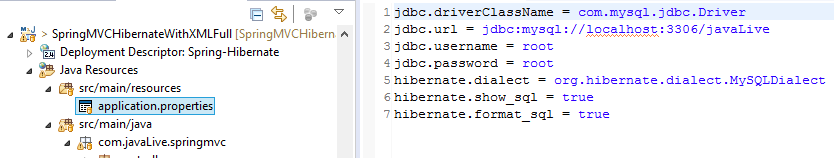 SpringMVCHibernateWithXMLFull [SpringMVCHibern
Deployment Descriptor: Spring-Hibernate
Java Resources
src/main/resources
application.properties
src/main/java
com.javaLive.springmvc
1 jdbc.driverClassName = com.mysql.jdbc.Driver
2 jdbc.url = jdbc:mysql://localhost:3306/javaLive
3 jdbc.username = root
4 jdbc.password = root
5 hibernate.dialect = org.hibernate.dialect.MySQLDialect
6 hibernate.show_sql = true
7 hibernate.format_sql = true